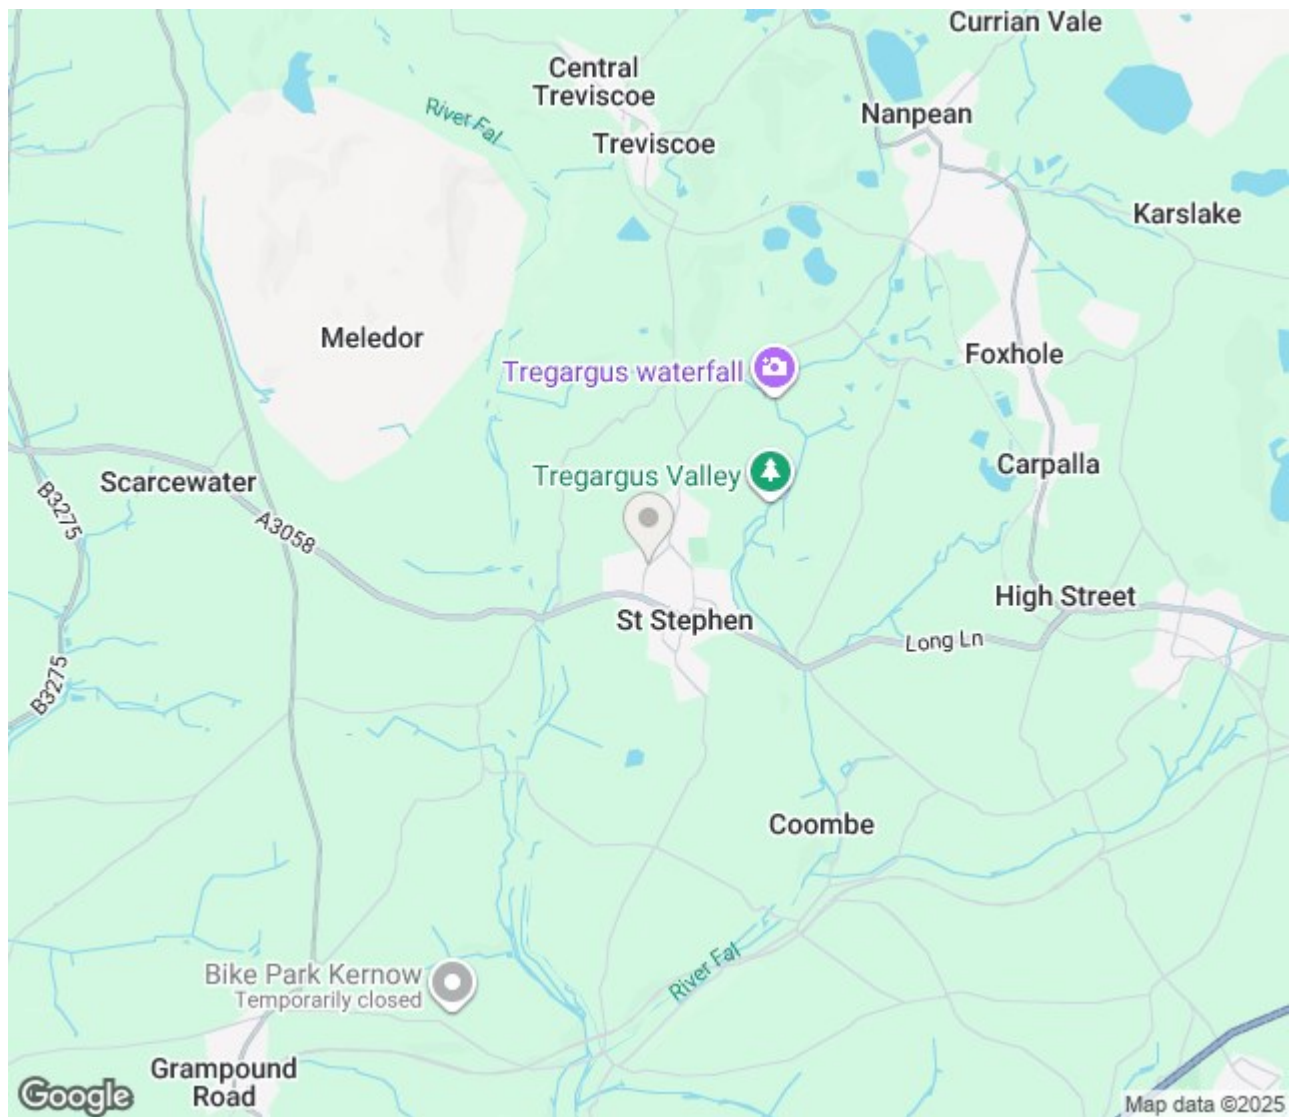 Currian Vale
Central
Treviscoe
River Fal
Nanpean
Treviscoe
Karslake
Meledor
Foxhole
Tregargus waterfall
Carpalla
Tregargus Valley
Scarcewater
B3275
A3058
High Street
St Stephen
Long Ln
B3275
Coombe
River Fal
Bike Park Kernow
Temporarily closed
Grampound
Road
Google
Map data ©2025